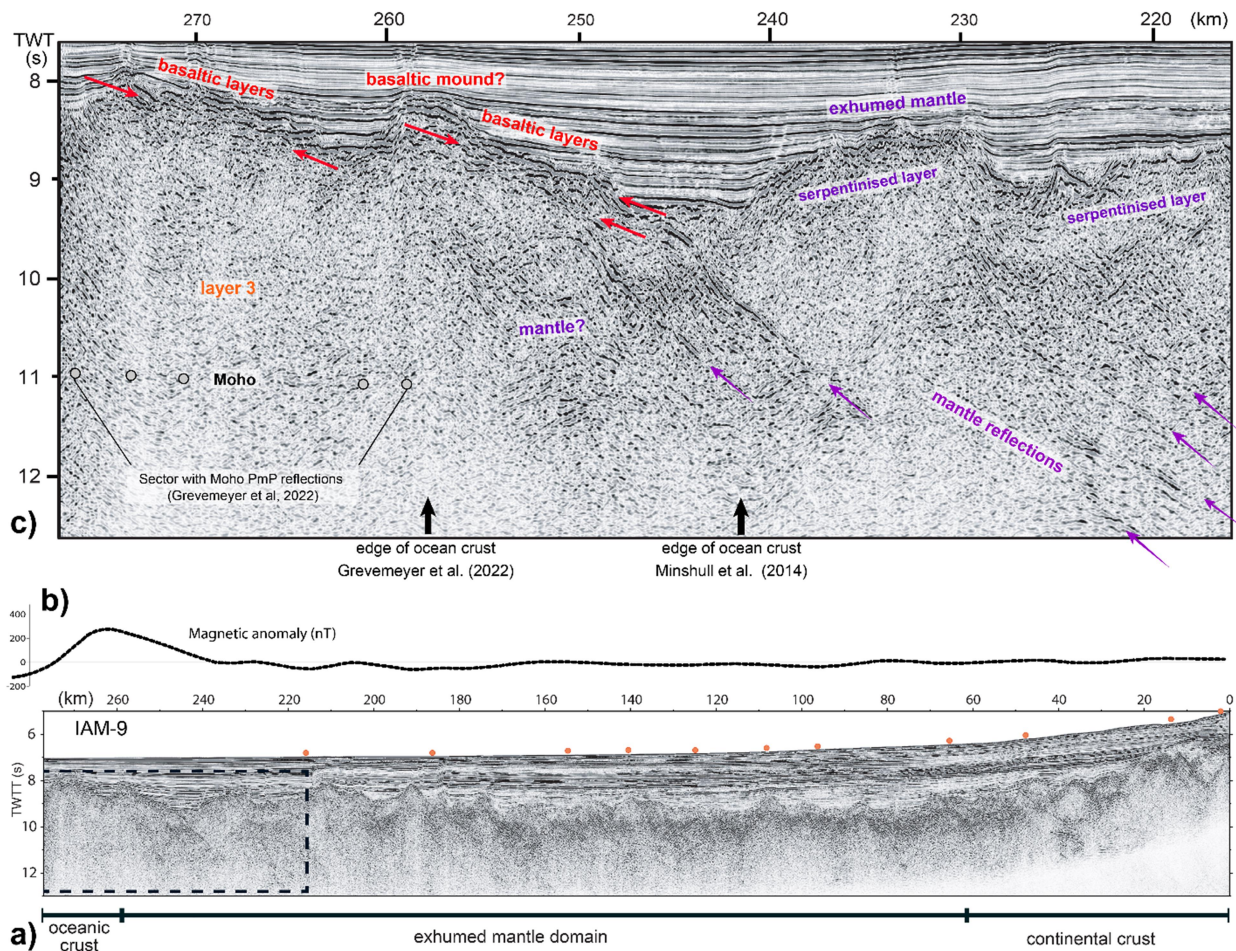 270 260 250 240 230 220 (km)
TWT
(s)
8
9
10
11
12
basaltic layers
basaltic mound?
basaltic layers
exhumed mantle
serpentinised layer
serpentinised layer
layer 3
mantle?
Moho
mantle reflections
Sector with Moho PmP reflections
(Grevemeyer et al, 2022)
c)
edge of ocean crust
Grevemeyer et al. (2022)
edge of ocean crust
Minshull et al. (2014)
b)
400
200
0
-200
Magnetic anomaly (nT)
(km) 260 240 220 200 180 160 140 120 100 80 60 40 20 0
IAM-9
TWTT (s)
6
8
10
12
a)
oceanic
crust
exhumed mantle domain
continental crust